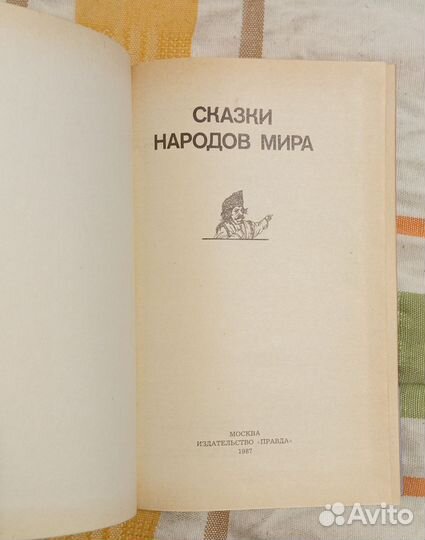 СКАЗКИ
НАРОДОВ МИРА
МОСКВА
ИЗДАТЕЛЬСТВО «ПРАВДА»
1987
Avito